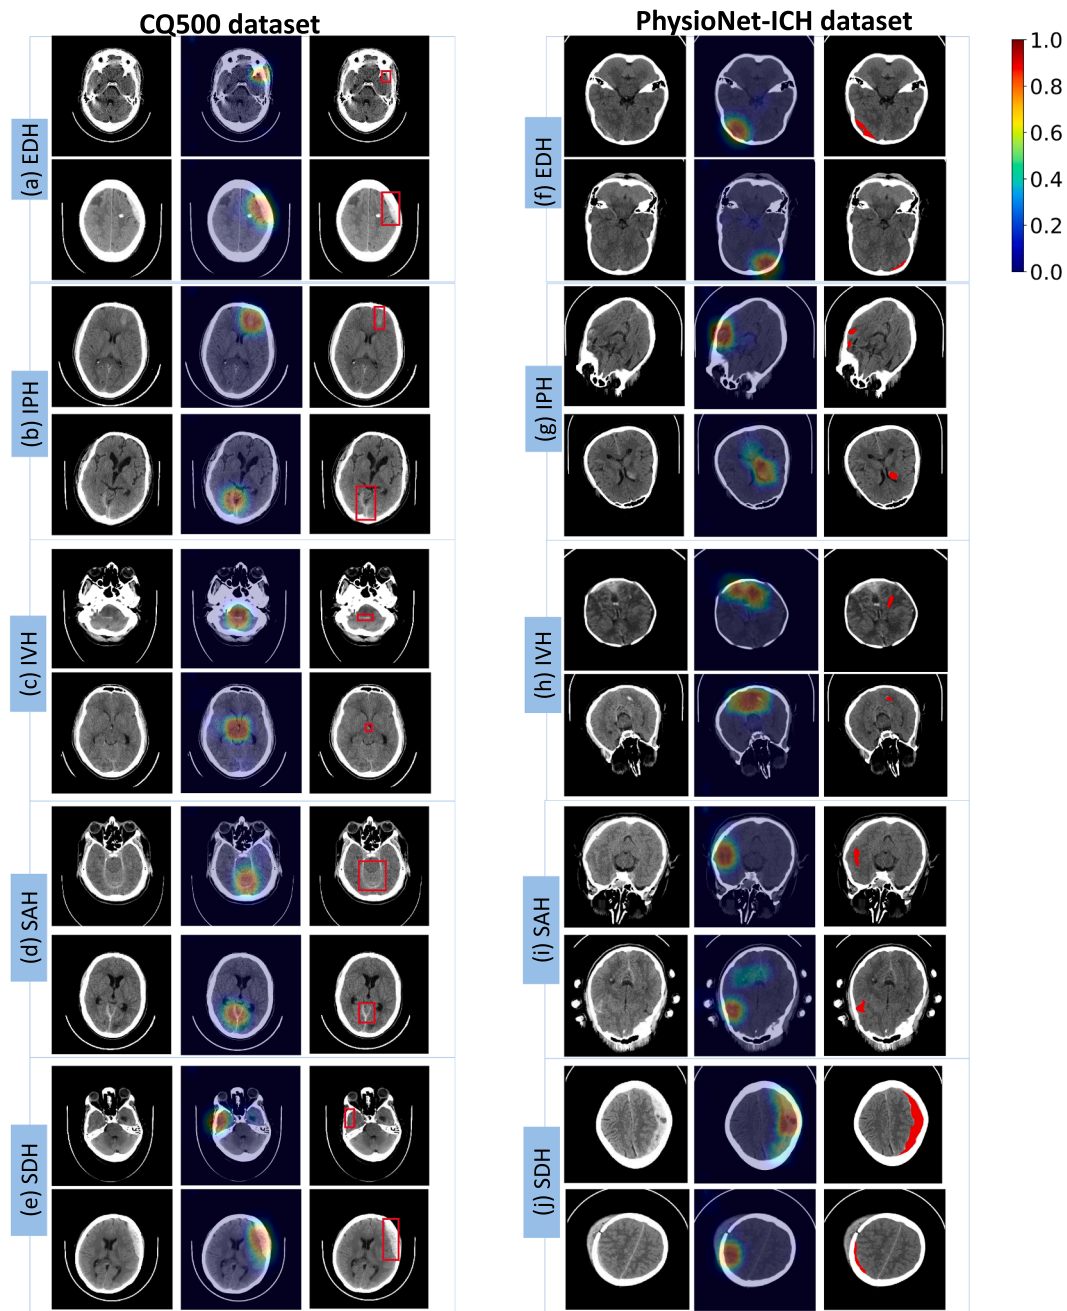 CQ500 dataset
PhysioNet-ICH dataset
(a) EDH
(b) IPH
(c) IVH
(d) SAH
(e) SDH
(f) EDH
(g) IPH
(h) IVH
(i) SAH
(j) SDH
1.0
0.8
0.6
0.4
0.2
0.0